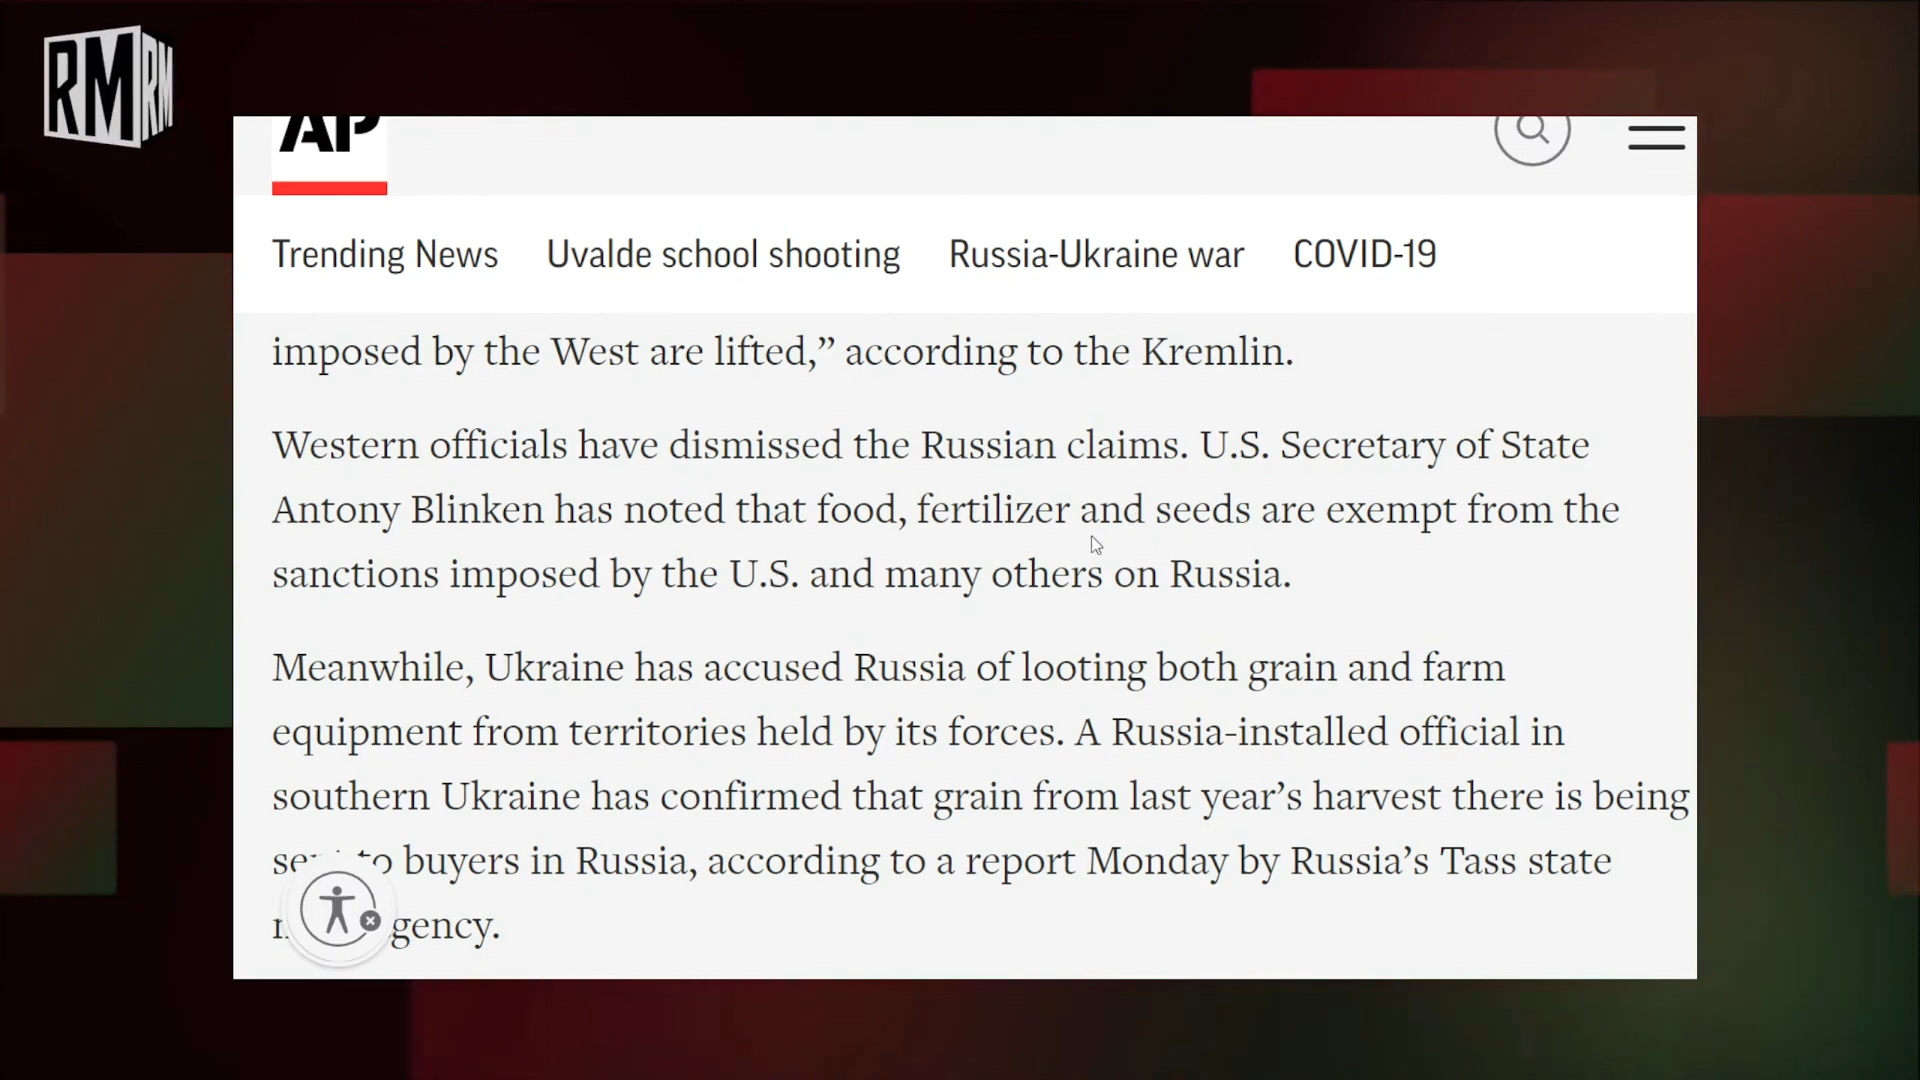 RM RM
AP
Trending News Uvalde school shooting Russia-Ukraine war COVID-19
imposed by the West are lifted,” according to the Kremlin.
Western officials have dismissed the Russian claims. U.S. Secretary of State
Antony Blinken has noted that food, fertilizer and seeds are exempt from the
sanctions imposed by the U.S. and many others on Russia.
Meanwhile, Ukraine has accused Russia of looting both grain and farm
equipment from territories held by its forces. A Russia-installed official in
southern Ukraine has confirmed that grain from last year’s harvest there is being
to buyers in Russia, according to a report Monday by Russia’s Tass state
gency.